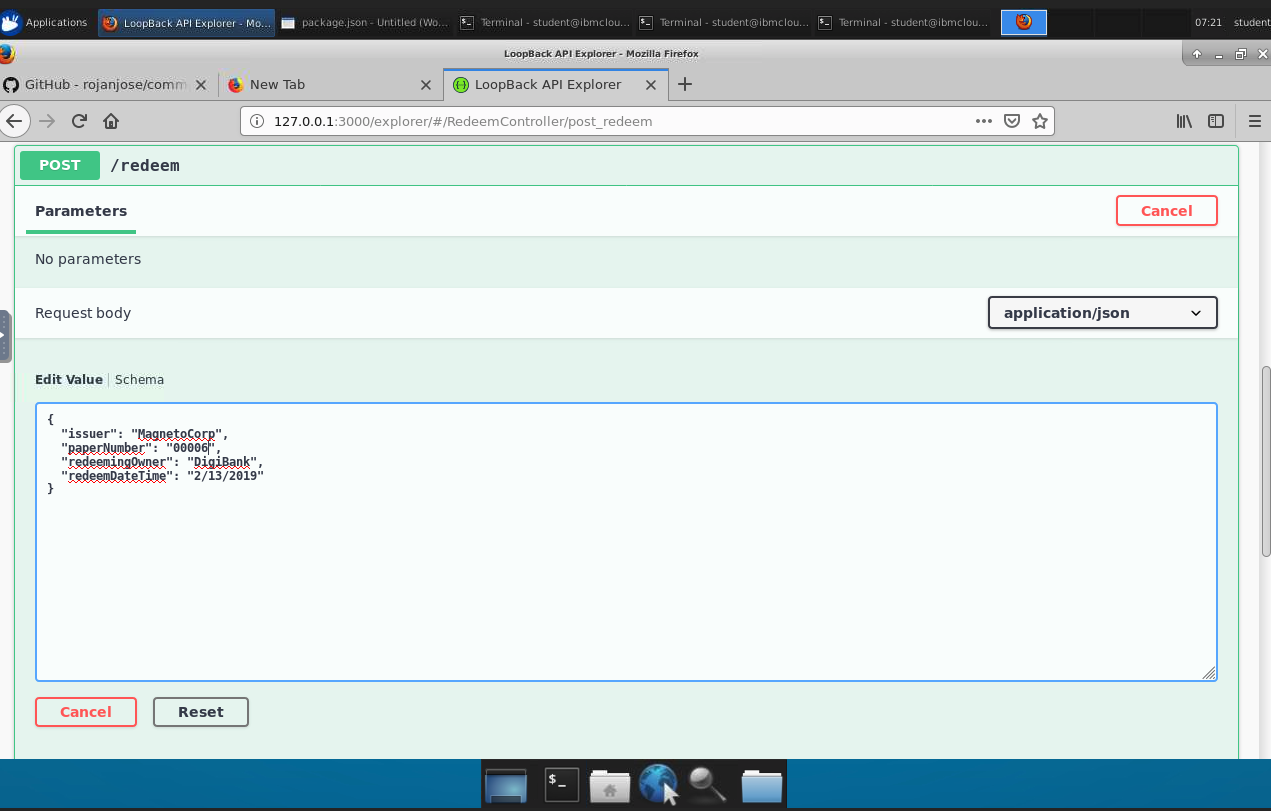 Applications LoopBack API Explorer - Mo... package.json - Untitled (Wo... Terminal - student@ibmclou... Terminal - student@ibmclou... Terminal - student@ibmclou... 07:21 student
LoopBack API Explorer - Mozilla Firefox
GitHub - rojanjose/comm New Tab LoopBack API Explorer
127.0.0.1:3000/explorer/#/RedeemController/post_redeem
POST /redeem
Parameters Cancel
No parameters
Request body application/json
Edit Value | Schema
{
"issuer": "MagnetoCorp",
"paperNumber": "00006",
"redeemingOwner": "DigiBank",
"redeemDateTime": "2/13/2019"
}
Cancel Reset
$_